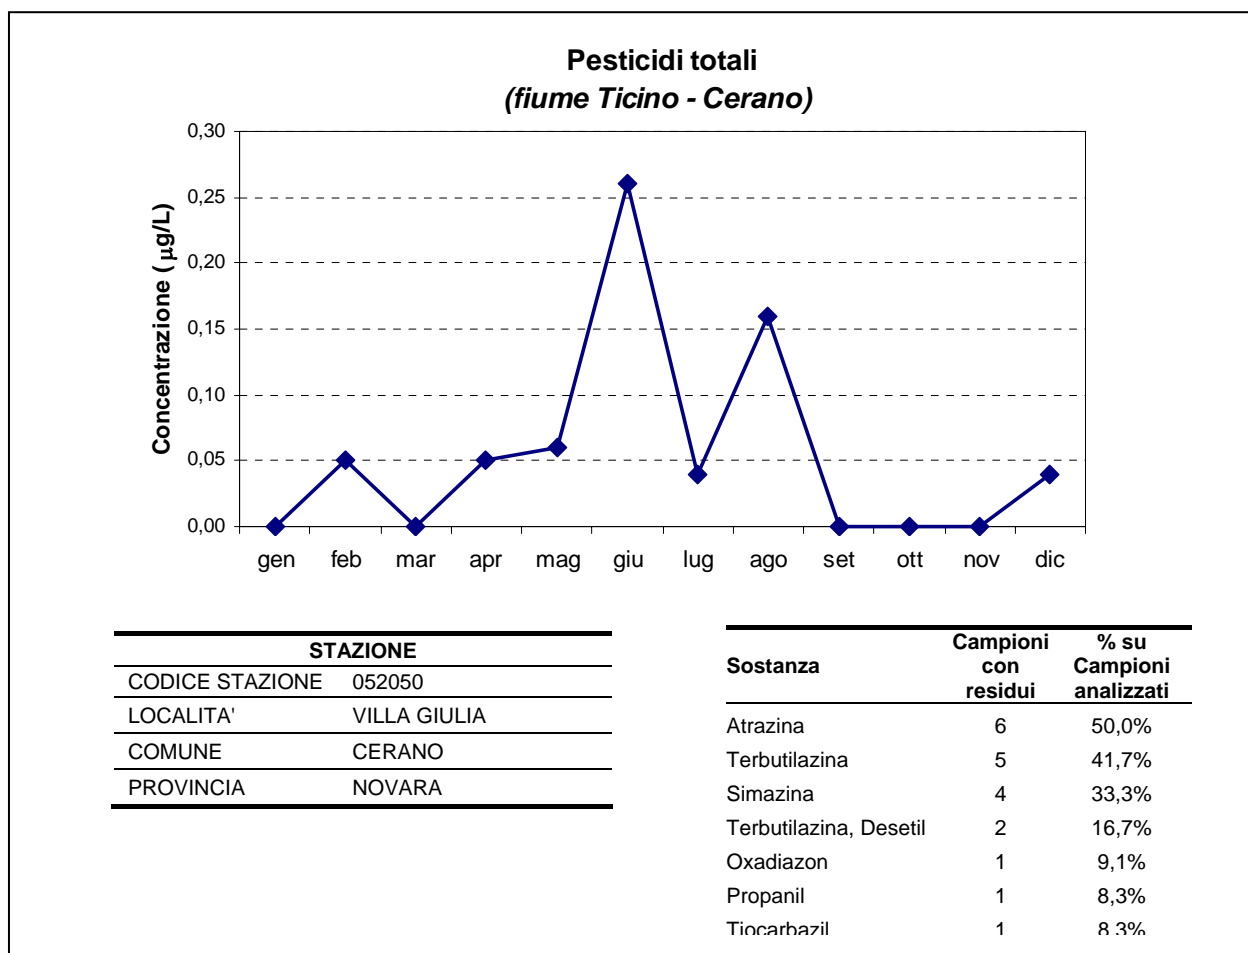 Pesticidi totali
(fiume Ticino - Cerano)
Concentrazione ( µg/L)
0,30
0,25
0,20
0,15
0,10
0,05
0,00
gen feb mar apr mag giu lug ago set ott nov dic
STAZIONE
CODICE STAZIONE 052050
LOCALITA' VILLA GIULIA
COMUNE CERANO
PROVINCIA NOVARA
Sostanza Campioni con residui % su Campioni analizzati
Atrazina 6 50,0%
Terbutilazina 5 41,7%
Simazina 4 33,3%
Terbutilazina, Desetil 2 16,7%
Oxadiazon 1 9,1%
Propanil 1 8,3%
Tiocarbazil 1 8,3%